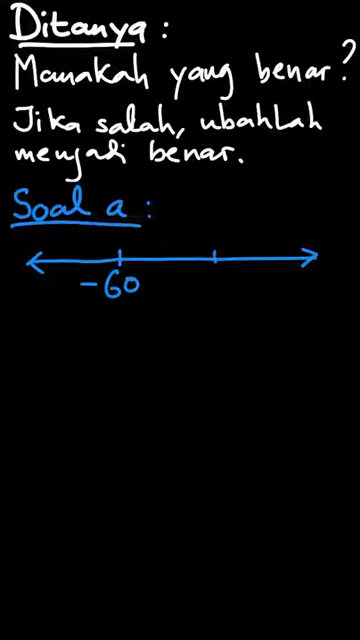 Ditanya :
Manakah yang benar?
Jika salah, ubahlah
menjadi benar.
Soal a :
-60